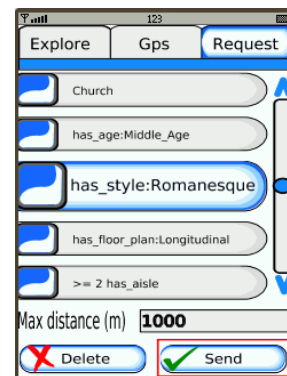 123
Explore Gps Request
Church
has_age:Middle_Age
has_style:Romanesque
has_floor_plan:Longitudinal
>= 2 has_aisle
Max distance (m) 1000
Delete Send